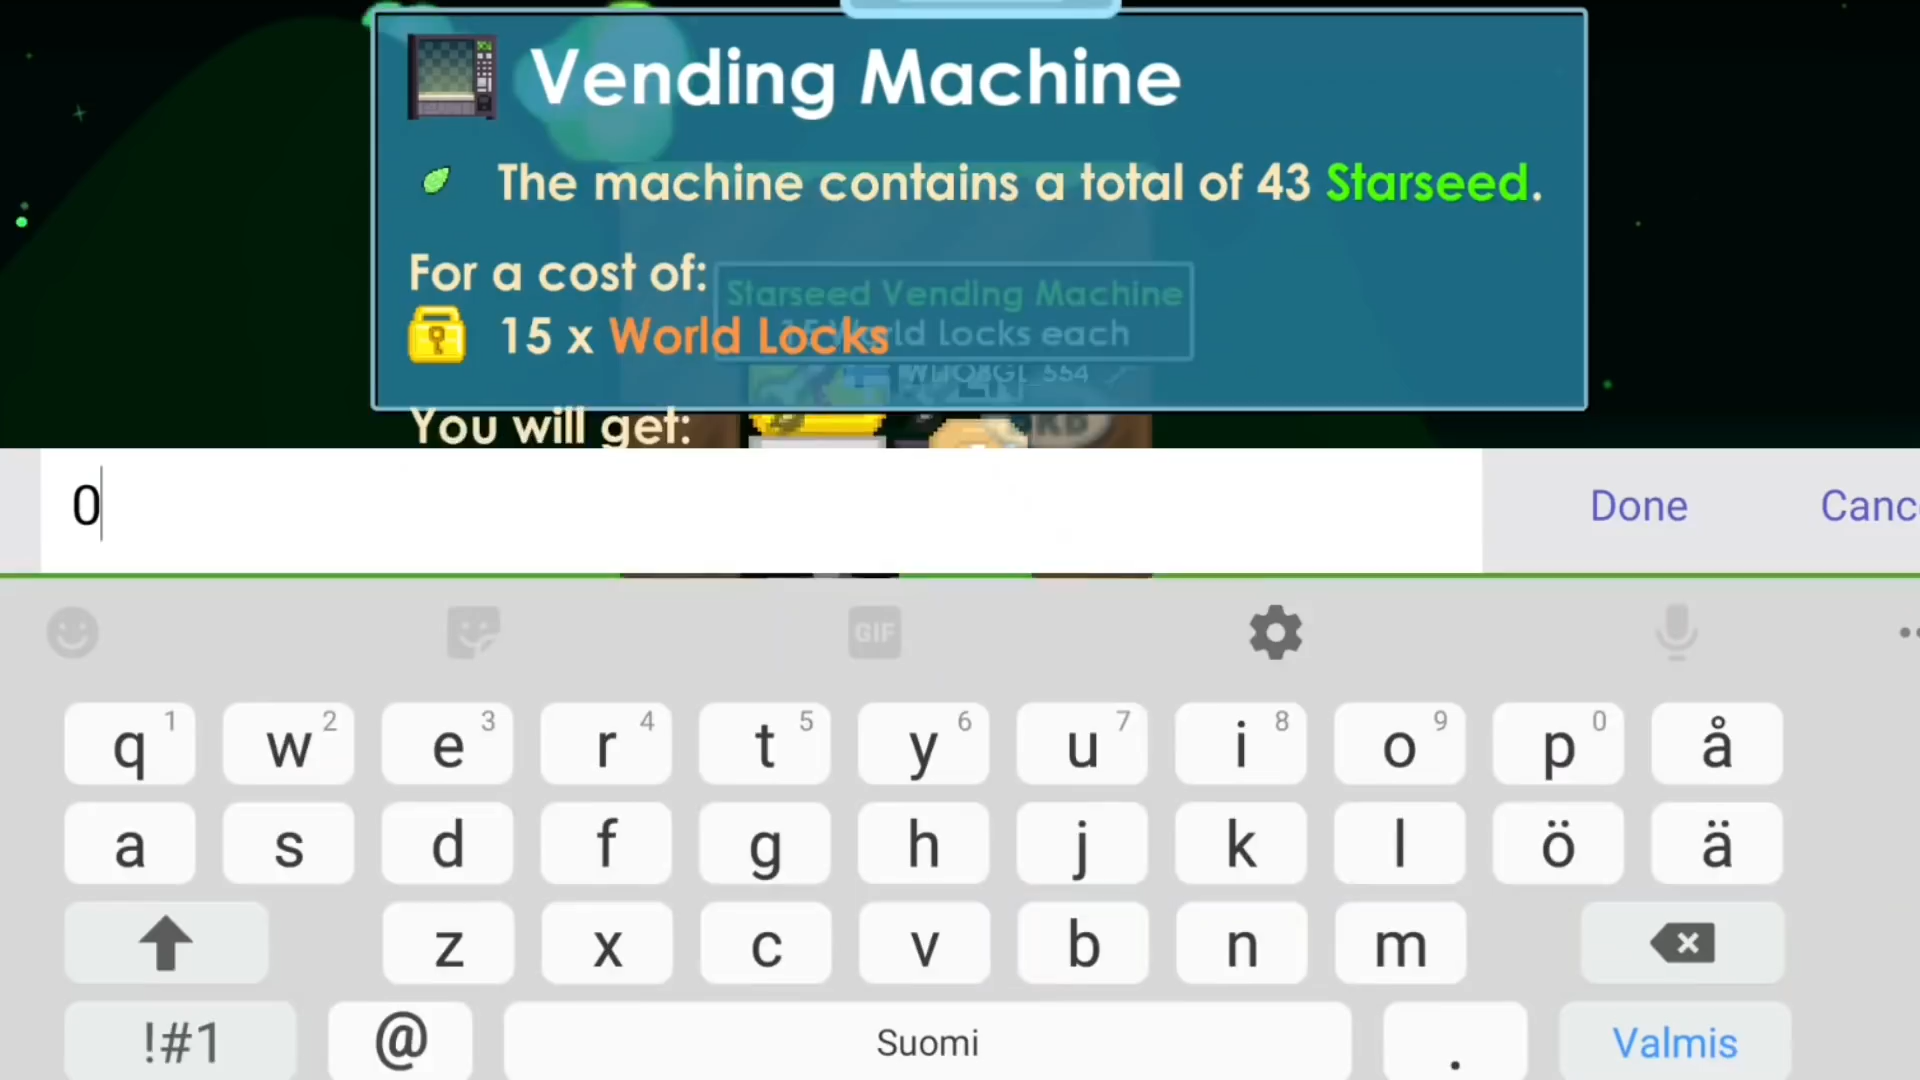 Vending Machine
The machine contains a total of 43 Starseed.
For a cost of:
Starseed Vending Machine
15 x World Locks
World Locks each
You will get:
0
Done
Canc
GIF
q 1 w 2 e 3 r 4 t 5 y 6 u 7 i 8 o 9 p 0 å
a s d f g h j k l ö ä
z x c v b n m
!#1 @ Suomi . Valmis